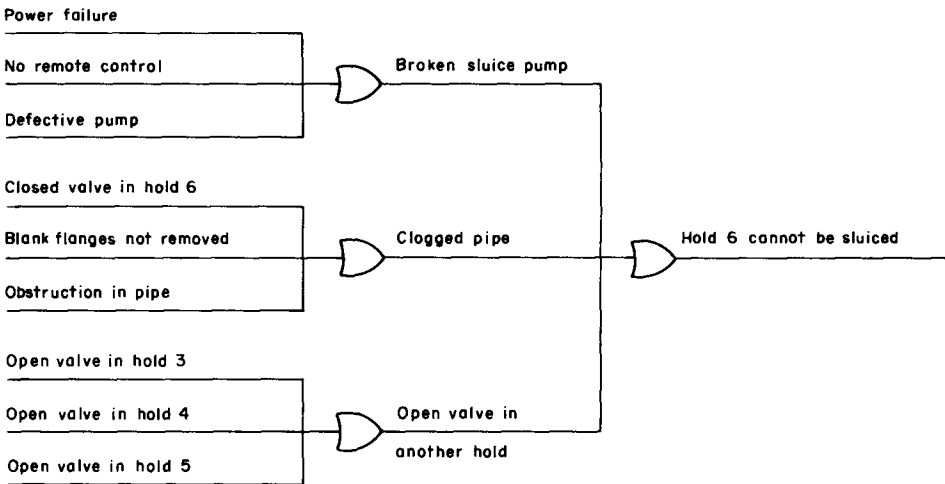 Power failure
No remote control
Broken sluice pump
Defective pump
Closed valve in hold 6
Blank flanges not removed
Clogged pipe
Hold 6 cannot be sluiced
Obstruction in pipe
Open valve in hold 3
Open valve in hold 4
Open valve in
another hold
Open valve in hold 5